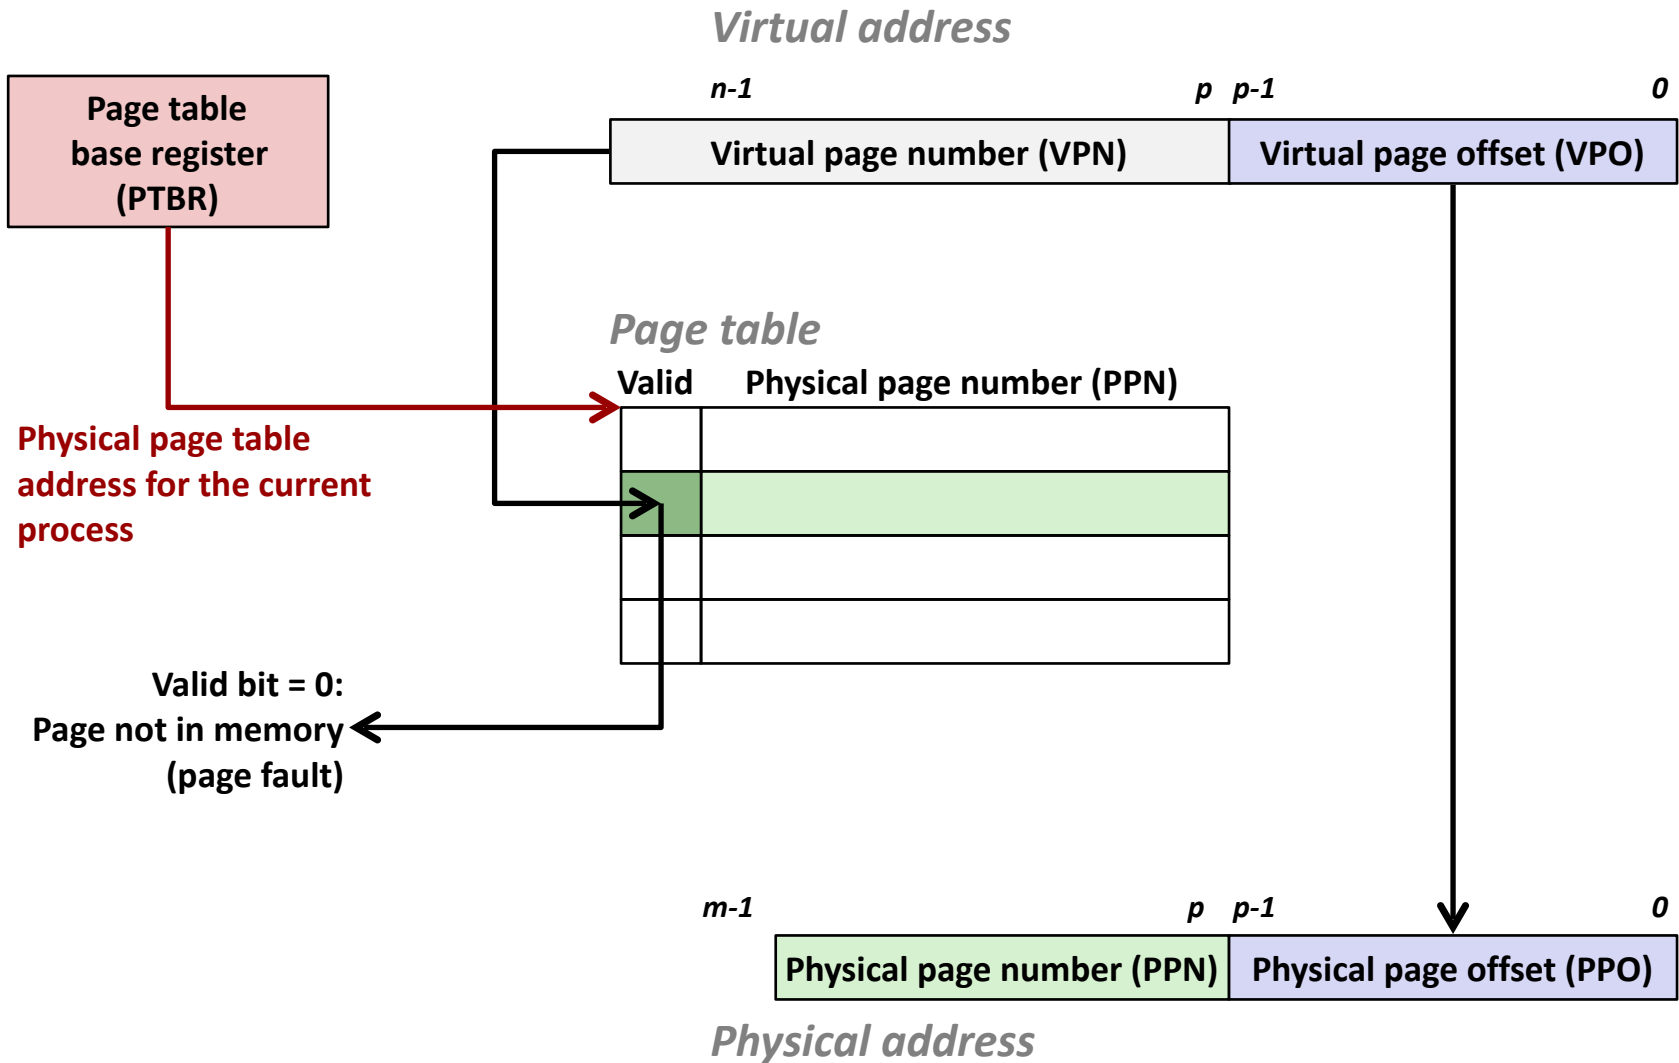 Virtual address
n-1 p p-1 0
Page table
base register
(PTBR)
Virtual page number (VPN) Virtual page offset (VPO)
Page table
Valid Physical page number (PPN)
Physical page table
address for the current
process
Valid bit = 0:
Page not in memory
(page fault)
m-1 p p-1 0
Physical page number (PPN) Physical page offset (PPO)
Physical address